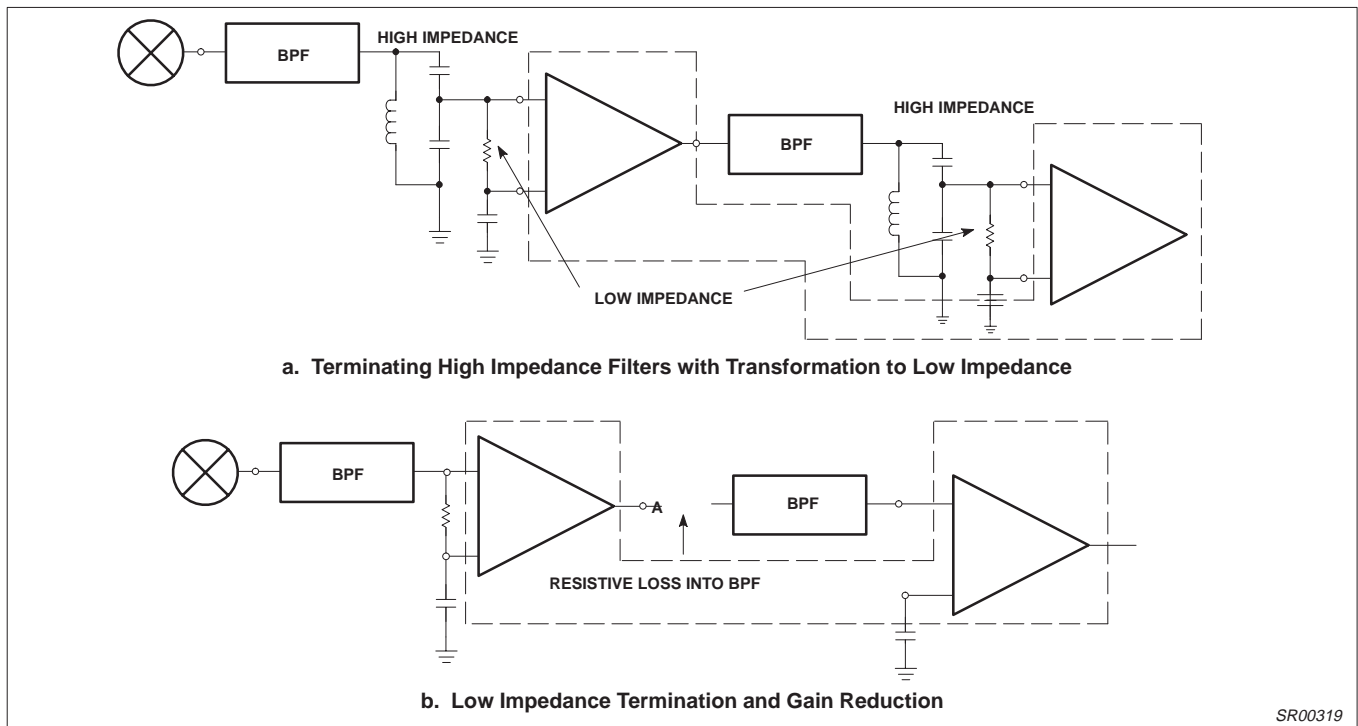 HIGH IMPEDANCE
BPF
HIGH IMPEDANCE
BPF
LOW IMPEDANCE
a. Terminating High Impedance Filters with Transformation to Low Impedance
BPF
A
BPF
RESISTIVE LOSS INTO BPF
b. Low Impedance Termination and Gain Reduction
SR00319